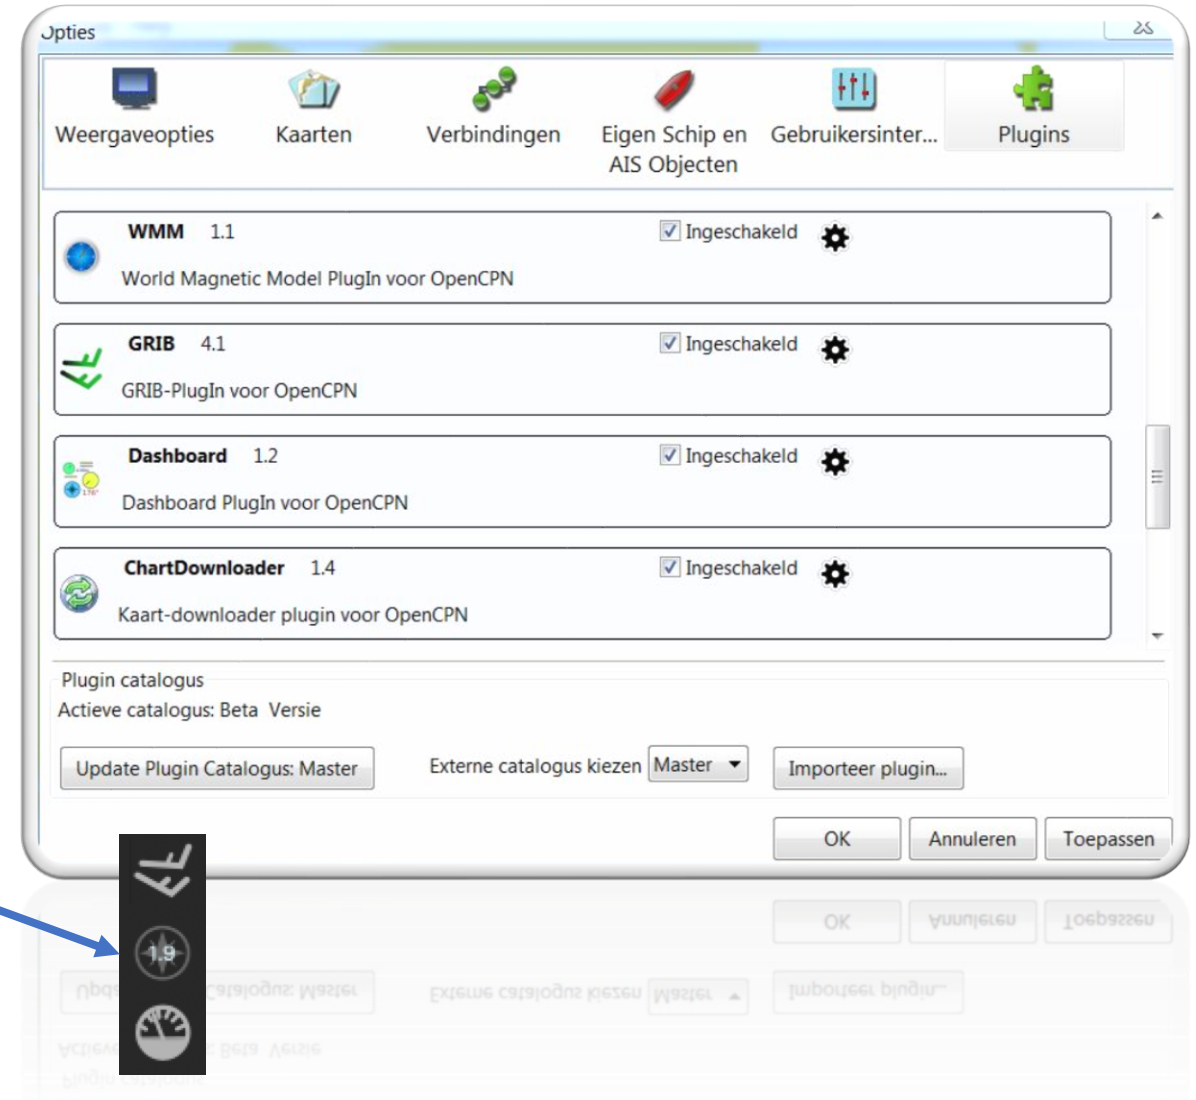 Opties
Weergaveopties
Kaarten
Verbindingen
Eigen Schip en
AIS Objecten
Gebruikersinter...
Plugins
WMM 1.1
Ingeschakeld
World Magnetic Model PlugIn voor OpenCPN
GRIB 4.1
Ingeschakeld
GRIB-PlugIn voor OpenCPN
Dashboard 1.2
Ingeschakeld
Dashboard PlugIn voor OpenCPN
ChartDownloader 1.4
Ingeschakeld
Kaart-downloader plugin voor OpenCPN
Plugin catalogus
Actieve catalogus: Beta Versie
Update Plugin Catalogus: Master
Externe catalogus kiezen
Master
Importeer plugin...
OK
Annuleren
Toepassen
1.9